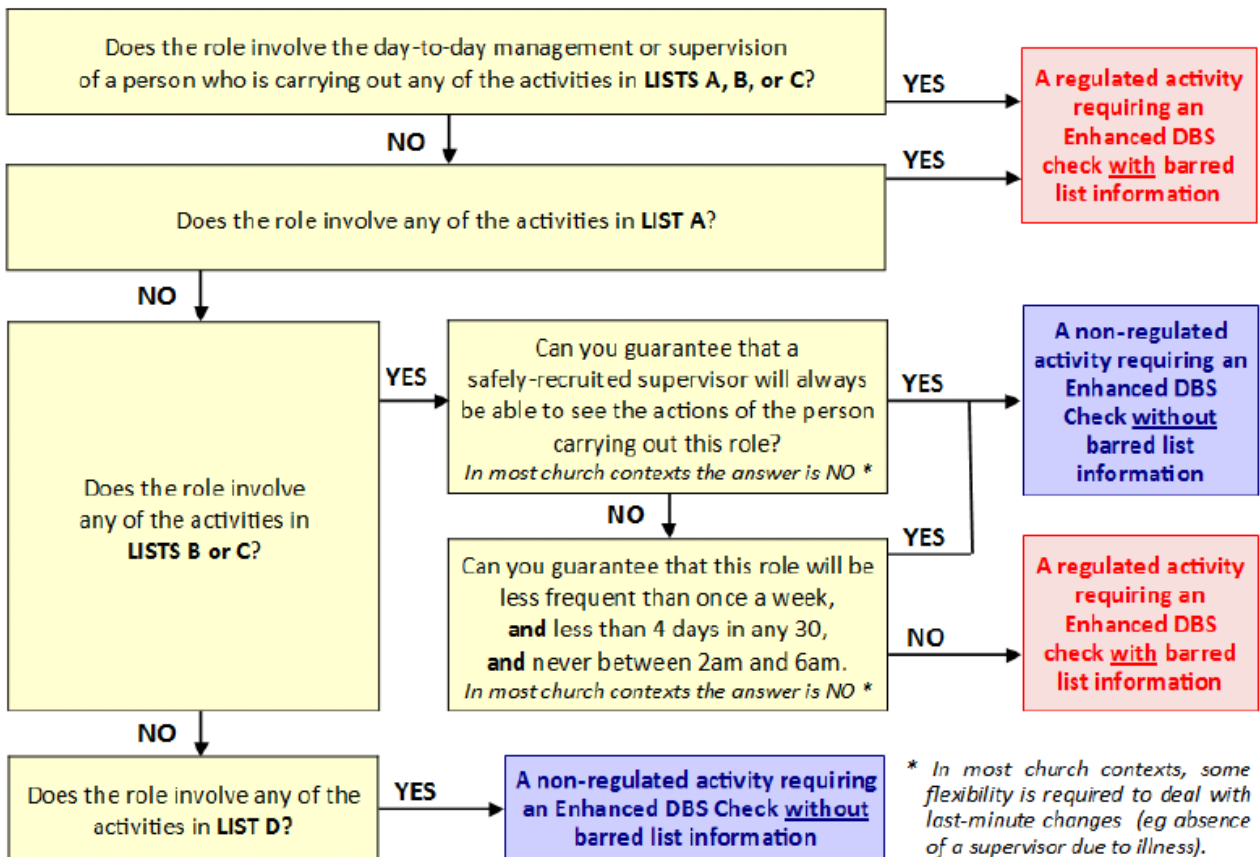 Does the role involve the day-to-day management or supervision
of a person who is carrying out any of the activities in LISTS A, B, or C?
YES
A regulated activity
requiring an
Enhanced DBS
check with barred
list information
NO
YES
Does the role involve any of the activities in LIST A?
NO
Does the role involve
any of the activities in
LISTS B or C?
YES
Can you guarantee that a
safely-recruited supervisor will always
be able to see the actions of the person
carrying out this role?
In most church contexts the answer is NO *
YES
A non-regulated
activity requiring an
Enhanced DBS
Check without
barred list
information
NO
YES
Can you guarantee that this role will be
less frequent than once a week,
and less than 4 days in any 30,
and never between 2am and 6am.
In most church contexts the answer is NO *
NO
A regulated activity
requiring an
Enhanced DBS
check with barred
list information
NO
Does the role involve any of the
activities in LIST D?
YES
A non-regulated activity requiring
an Enhanced DBS Check without
barred list information
* In most church contexts, some
flexibility is required to deal with
last-minute changes (eg absence
of a supervisor due to illness).